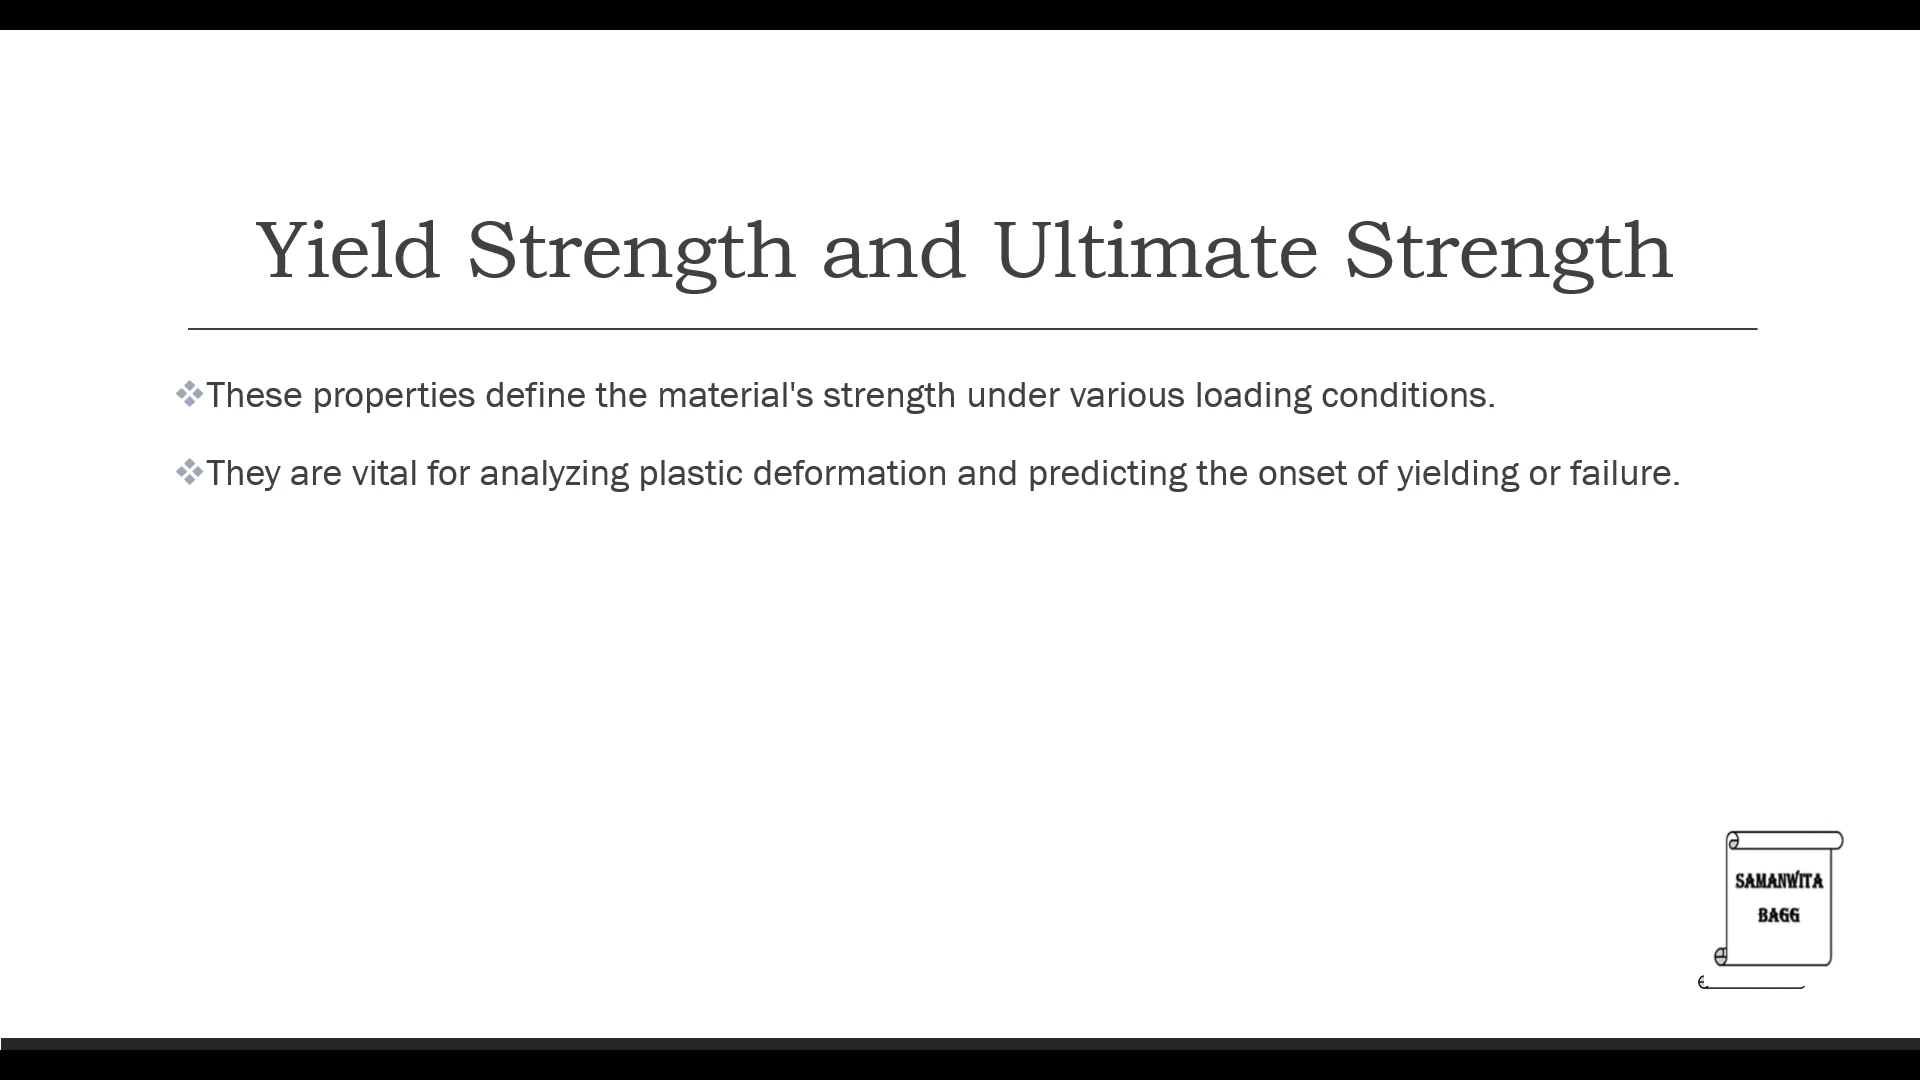 Yield Strength and Ultimate Strength
❖These properties define the material's strength under various loading conditions.
❖They are vital for analyzing plastic deformation and predicting the onset of yielding or failure.
SAMANWITA
BAGG